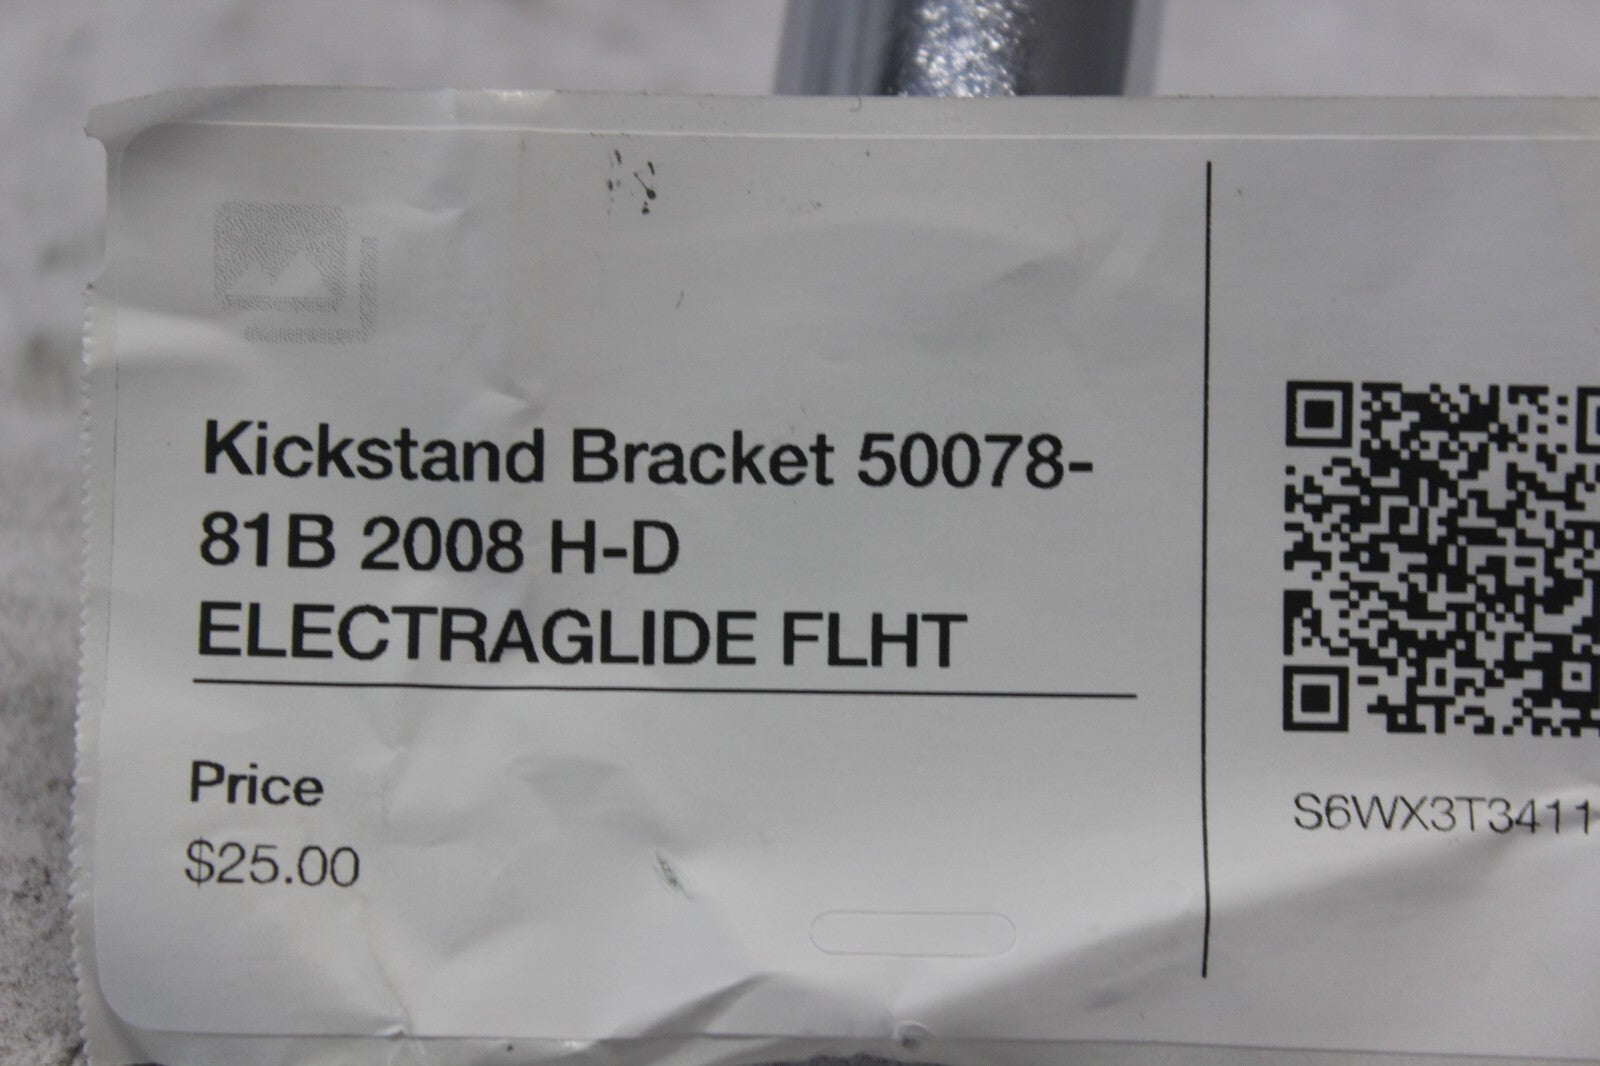 Kickstand Bracket 50078-
81B 2008 H-D
ELECTRAGLIDE FLHT
Price
$25.00
S6WX3T3411